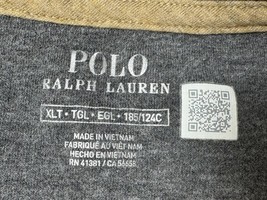 POLO
RALPH LAUREN
XLT • TGL • EGL • 185/124C
MADE IN VIETNAM
FABRIQUÉ AU VIÊT NAM
HECHO EN VIETNAM
RN 41381 / CA 56658